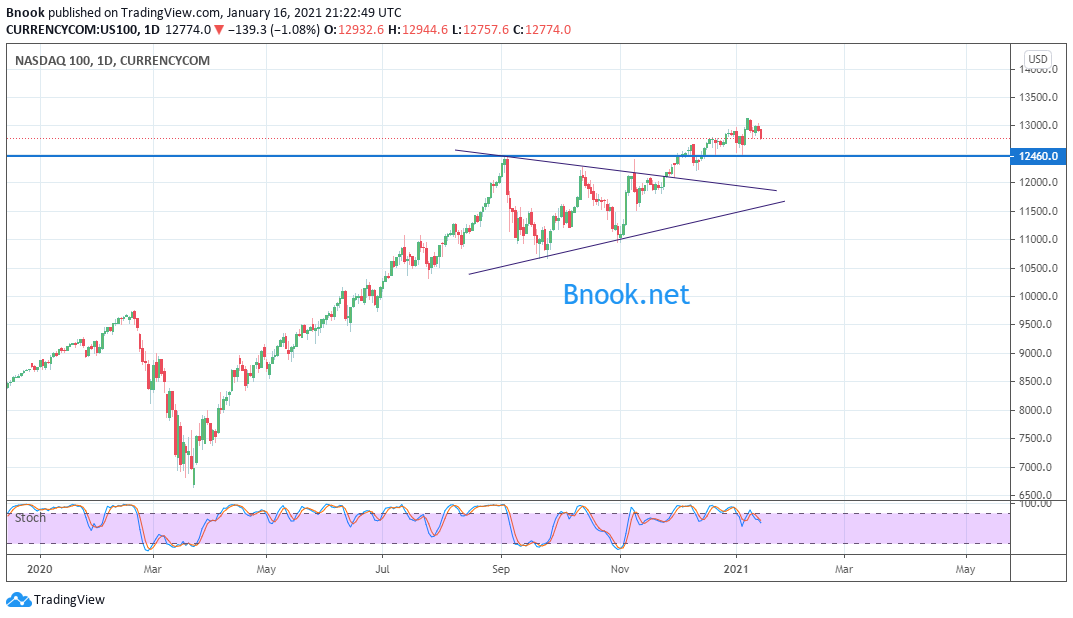 Bnook published on TradingView.com, January 16, 2021 21:22:49 UTC
CURRENCYCOM:US100, 1D 12774.0 ▼ −139.3 (−1.08%) O:12932.6 H:12944.6 L:12757.6 C:12774.0
NASDAQ 100, 1D, CURRENCYCOM
USD
14000.0
13500.0
13000.0
12460.0
12000.0
11500.0
11000.0
10500.0
Bnook.net
10000.0
9500.0
9000.0
8500.0
8000.0
7500.0
7000.0
6500.0
100.00
Stoch
2020 Mar May Jul Sep Nov 2021 Mar May
TradingView